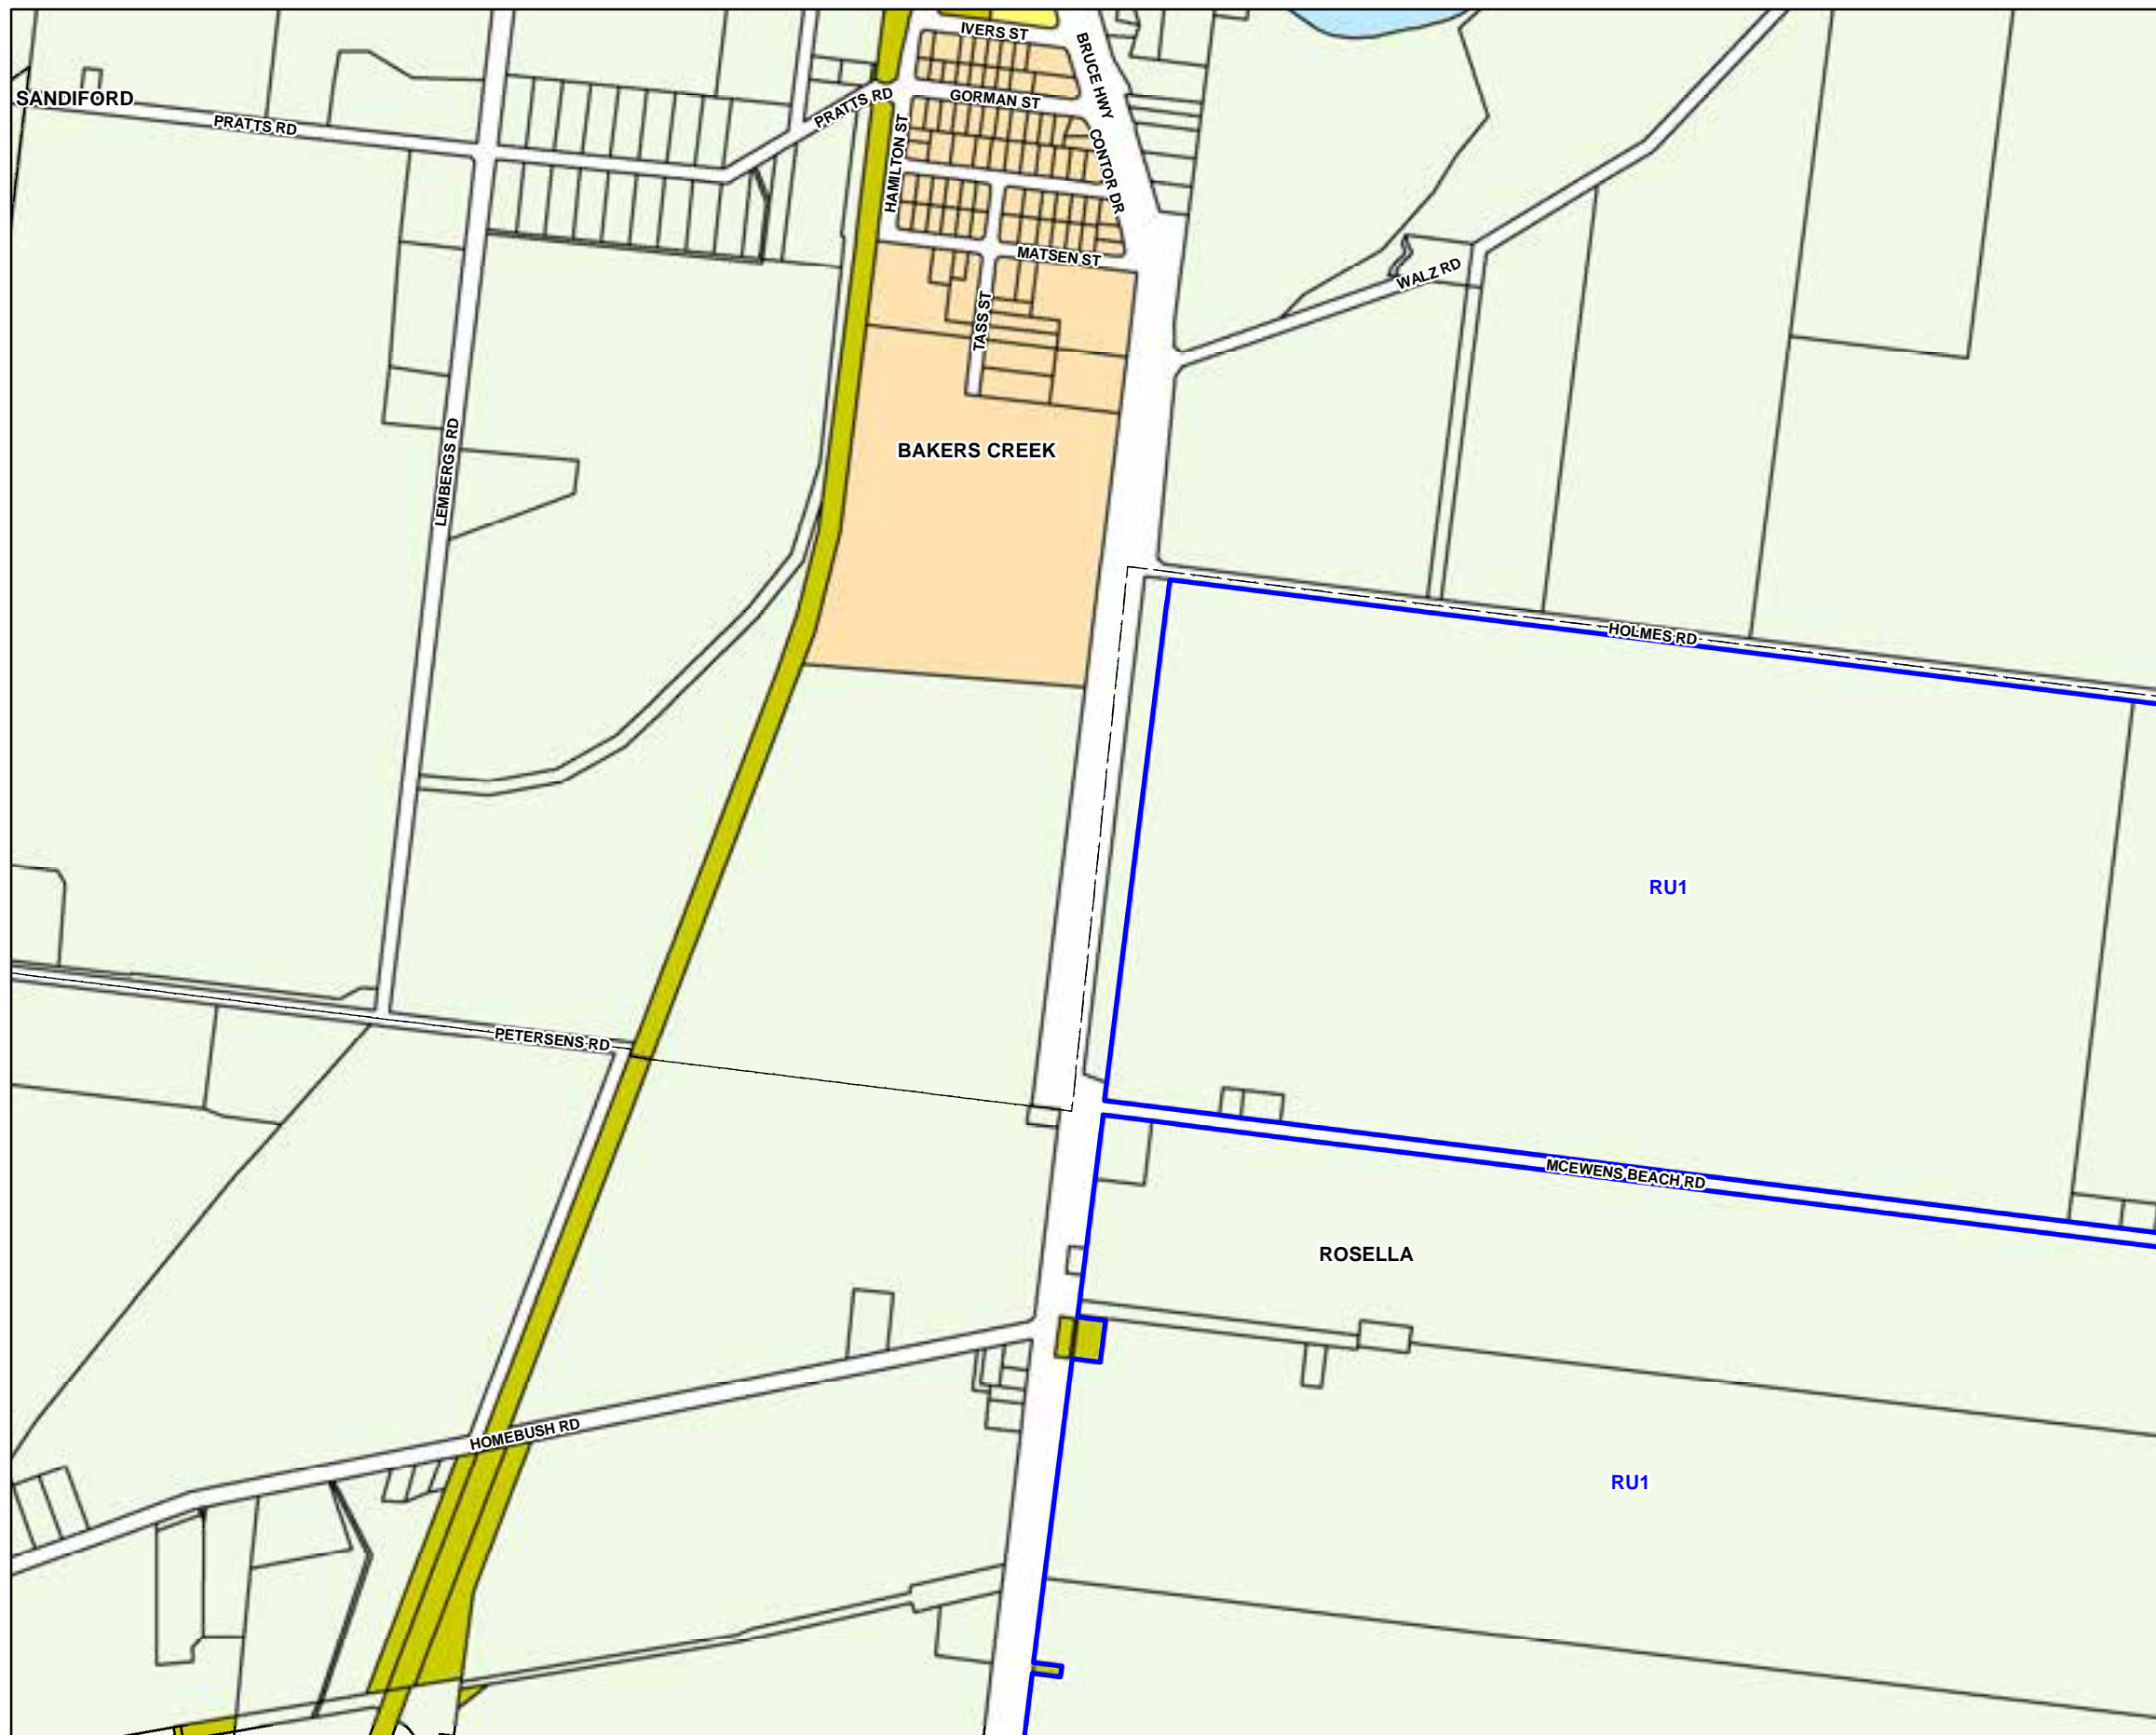 IVERS ST
BRUCE HWY
SANDIFORD
PRATTS RD
PRATTS RD
GORMAN ST
HAMILTON ST
CONTOR DR
MATSEN ST
WALZ RD
TASS ST
LEMBERGS RD
BAKERS CREEK
HOLMES RD
RU1
PETERSENS RD
MCEWENS BEACH RD
ROSELLA
HOMEBUSH RD
RU1